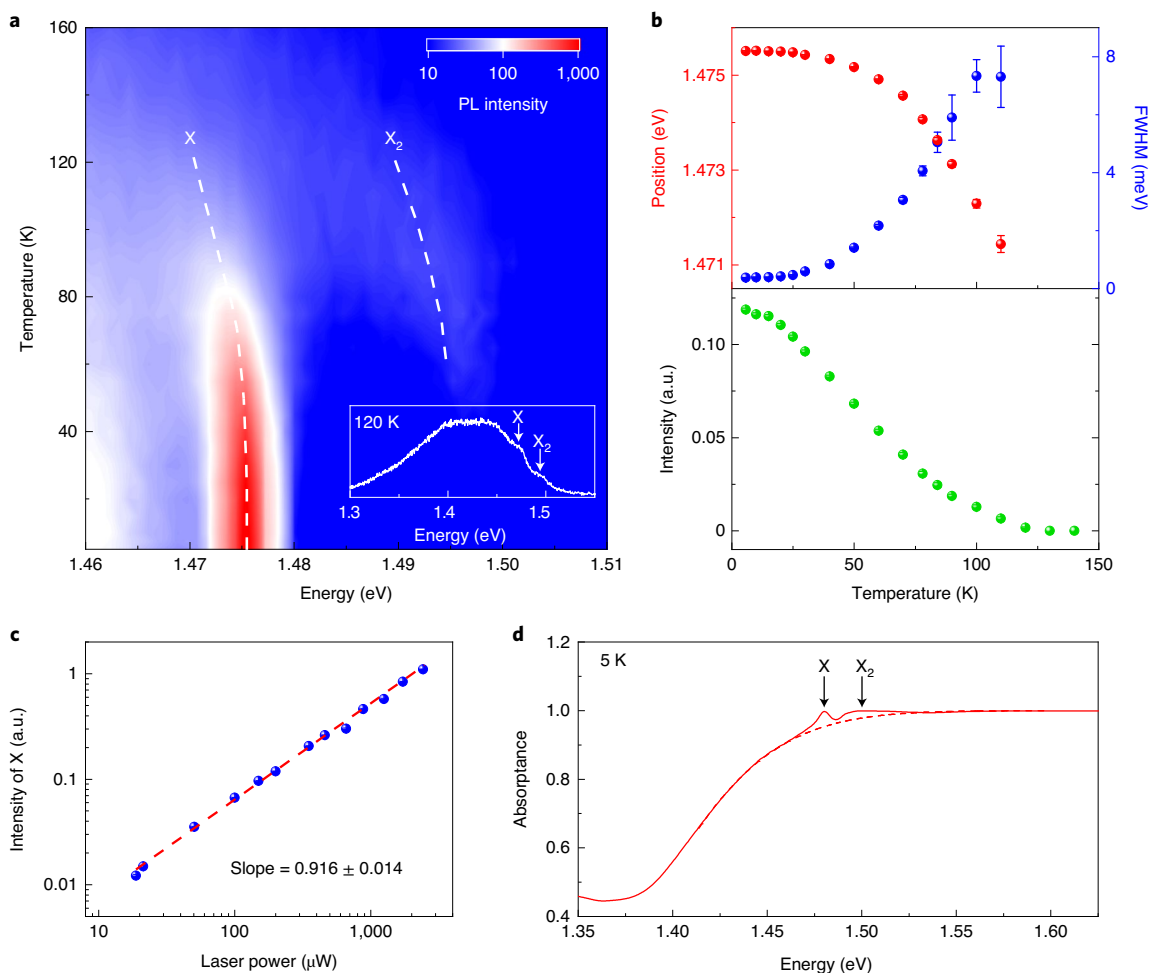 a
160
120
80
40
Temperature (K)
10 100 1,000
PL intensity
X
X2
120 K
X
X2
1.3 1.4 1.5
Energy (eV)
1.46 1.47 1.48 1.49 1.50 1.51
Energy (eV)
b
1.475
1.473
1.471
Position (eV)
8
4
0
FWHM (meV)
0.10
0.05
0
Intensity (a.u.)
0 50 100 150
Temperature (K)
c
1
0.1
0.01
Intensity of X (a.u.)
Slope = 0.916 ± 0.014
10 100 1,000
Laser power (μW)
d
1.2
1.0
0.8
0.6
0.4
Absorptance
5 K
X X2
1.35 1.40 1.45 1.50 1.55 1.60
Energy (eV)